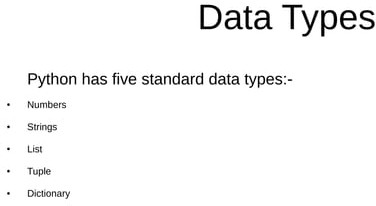 Data Types
Python has five standard data types:-
• Numbers
• Strings
• List
• Tuple
• Dictionary